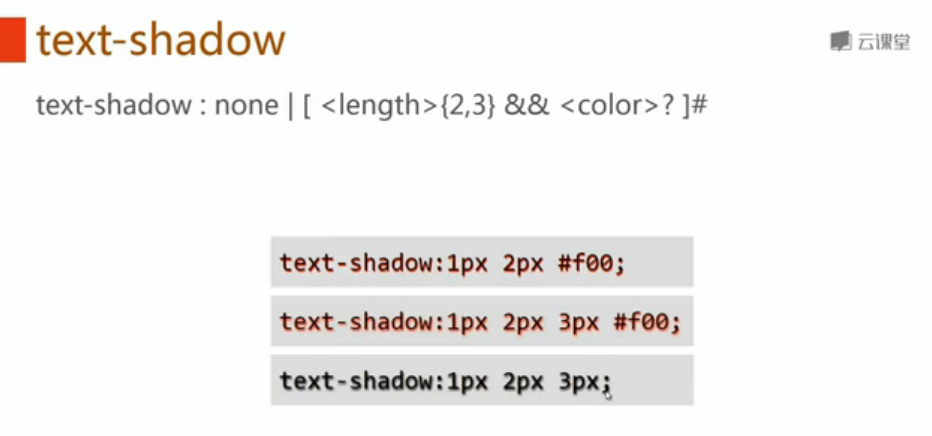 text-shadow
云课堂
text-shadow : none | [ <length>{2,3} && <color>? ]#
text-shadow:1px 2px #f00;
text-shadow:1px 2px 3px #f00;
text-shadow:1px 2px 3px;